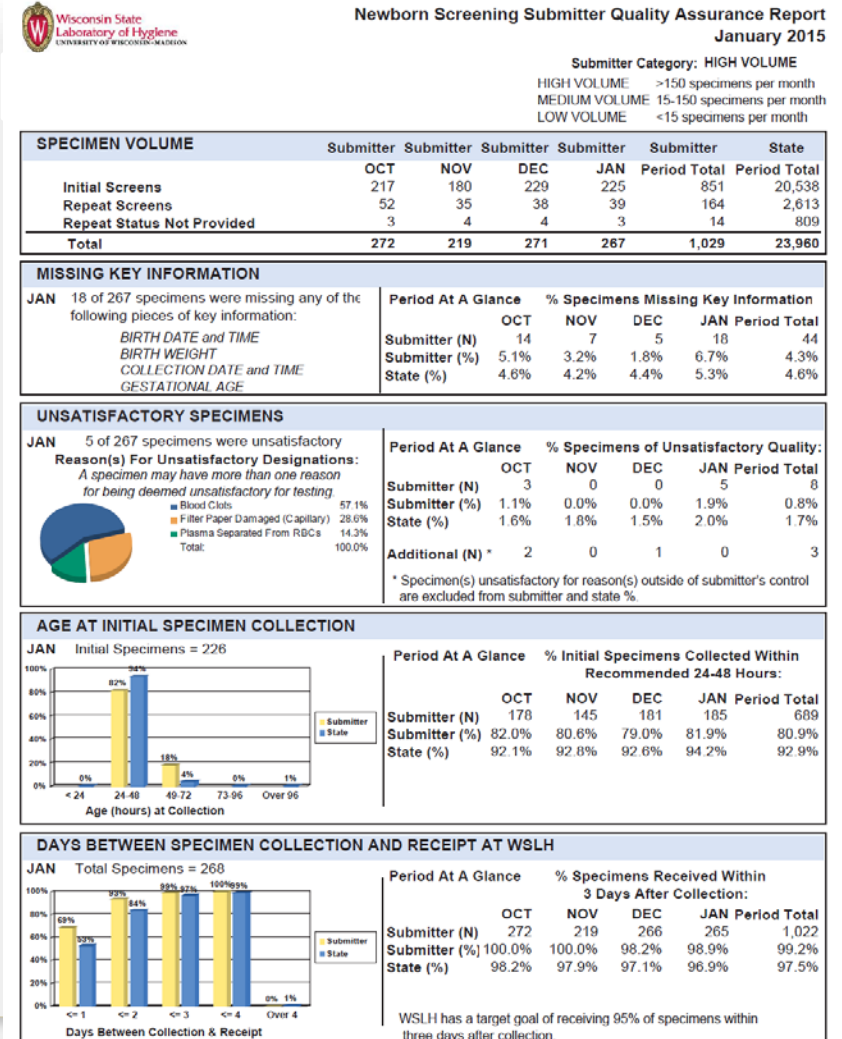 Wisconsin State
Laboratory of Hygiene
UNIVERSITY OF WISCONSIN-MADISON
Newborn Screening Submitter Quality Assurance Report
January 2015
Submitter Category: HIGH VOLUME
HIGH VOLUME >150 specimens per month
MEDIUM VOLUME 15-150 specimens per month
LOW VOLUME <15 specimens per month
SPECIMEN VOLUME Submitter Submitter Submitter Submitter Submitter State
OCT NOV DEC JAN Period Total Period Total
Initial Screens 217 180 229 225 851 20,538
Repeat Screens 52 35 38 39 164 2,613
Repeat Status Not Provided 3 4 4 3 14 809
Total 272 219 271 267 1,029 23,960
MISSING KEY INFORMATION
JAN 18 of 267 specimens were missing any of the
following pieces of key information:
BIRTH DATE and TIME
BIRTH WEIGHT
COLLECTION DATE and TIME
GESTATIONAL AGE
Period At A Glance % Specimens Missing Key Information
OCT NOV DEC JAN Period Total
Submitter (N) 14 7 5 18 44
Submitter (%) 5.1% 3.2% 1.8% 6.7% 4.3%
State (%) 4.6% 4.2% 4.4% 5.3% 4.6%
UNSATISFACTORY SPECIMENS
JAN 5 of 267 specimens were unsatisfactory
Reason(s) For Unsatisfactory Designations:
A specimen may have more than one reason
for being deemed unsatisfactory for testing.
Blood Clots 57.1%
Filter Paper Damaged (Capillary) 28.6%
Plasma Separated From RBCs 14.3%
Total: 100.0%
Period At A Glance % Specimens of Unsatisfactory Quality:
OCT NOV DEC JAN Period Total
Submitter (N) 3 0 0 5 8
Submitter (%) 1.1% 0.0% 0.0% 1.9% 0.8%
State (%) 1.6% 1.8% 1.5% 2.0% 1.7%
Additional (N) * 2 0 1 0 3
* Specimen(s) unsatisfactory for reason(s) outside of submitter's control
are excluded from submitter and state %.
AGE AT INITIAL SPECIMEN COLLECTION
JAN Initial Specimens = 226
100%
80%
60%
40%
20%
0%
0%
82% 94%
18% 4%
0%
1%
< 24 24-48 49-72 73-96 Over 96
Age (hours) at Collection
Submitter
State
Period At A Glance % Initial Specimens Collected Within
Recommended 24-48 Hours:
OCT NOV DEC JAN Period Total
Submitter (N) 178 145 181 185 689
Submitter (%) 82.0% 80.6% 79.0% 81.9% 80.9%
State (%) 92.1% 92.8% 92.6% 94.2% 92.9%
DAYS BETWEEN SPECIMEN COLLECTION AND RECEIPT AT WSLH
JAN Total Specimens = 268
100%
80%
60%
40%
20%
0%
69% 53%
93% 84%
99% 97%
100% 99%
0% 1%
<= 1 <= 2 <= 3 <= 4 Over 4
Days Between Collection & Receipt
Submitter
State
Period At A Glance % Specimens Received Within
3 Days After Collection:
OCT NOV DEC JAN Period Total
Submitter (N) 272 219 266 265 1,022
Submitter (%) 100.0% 100.0% 98.2% 98.9% 99.2%
State (%) 98.2% 97.9% 97.1% 96.9% 97.5%
WSLH has a target goal of receiving 95% of specimens within
three days after collection.